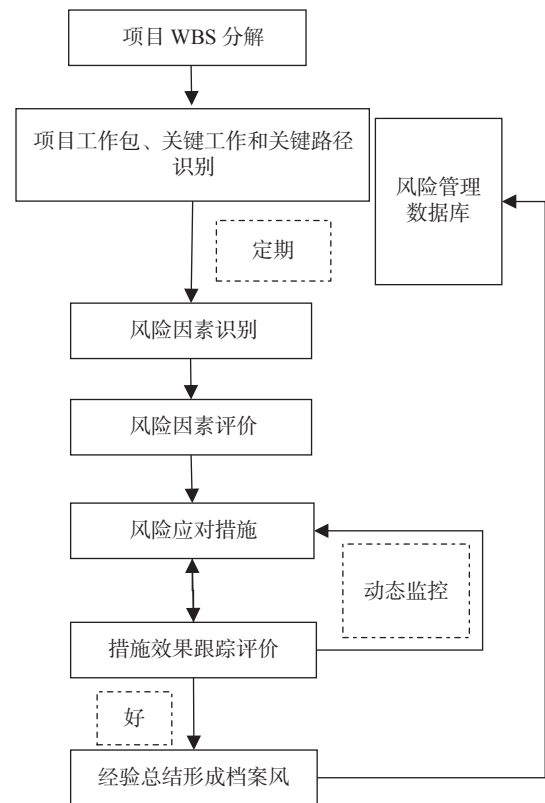 项目 WBS 分解
项目工作包、关键工作和关键路径
识别
风险管理
数据库
定期
风险因素识别
风险因素评价
风险应对措施
动态监控
措施效果跟踪评价
好
经验总结形成档案风